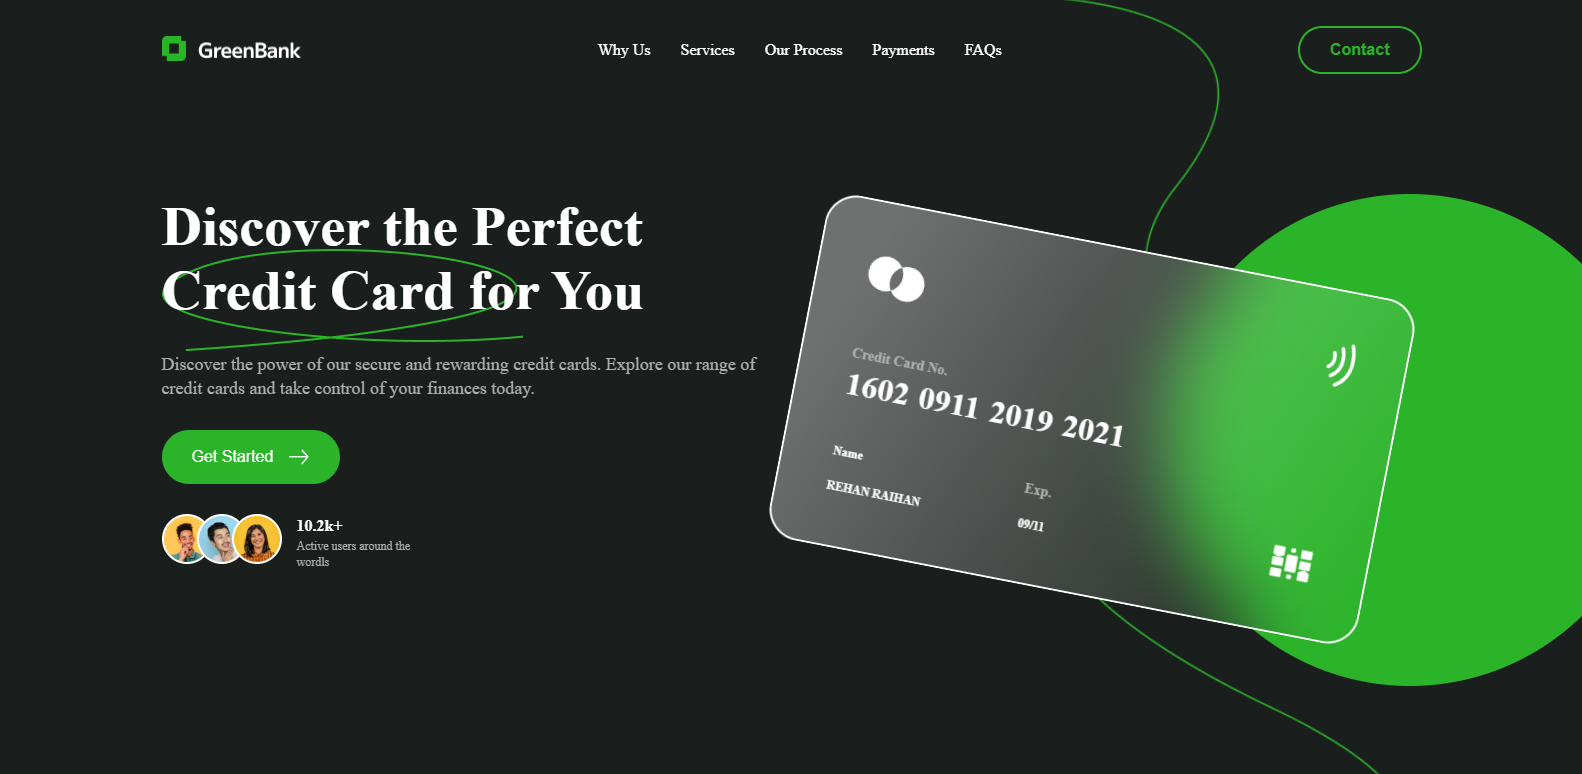 GreenBank
Why Us
Services
Our Process
Payments
FAQs
Contact
Discover the Perfect
Credit Card for You
Discover the power of our secure and rewarding credit cards. Explore our range of
credit cards and take control of your finances today.
Get Started
10.2k+
Active users around the
wordls
Credit Card No.
1602 0911 2019 2021
Name
REHAN RAIHAN
Exp.
09/11